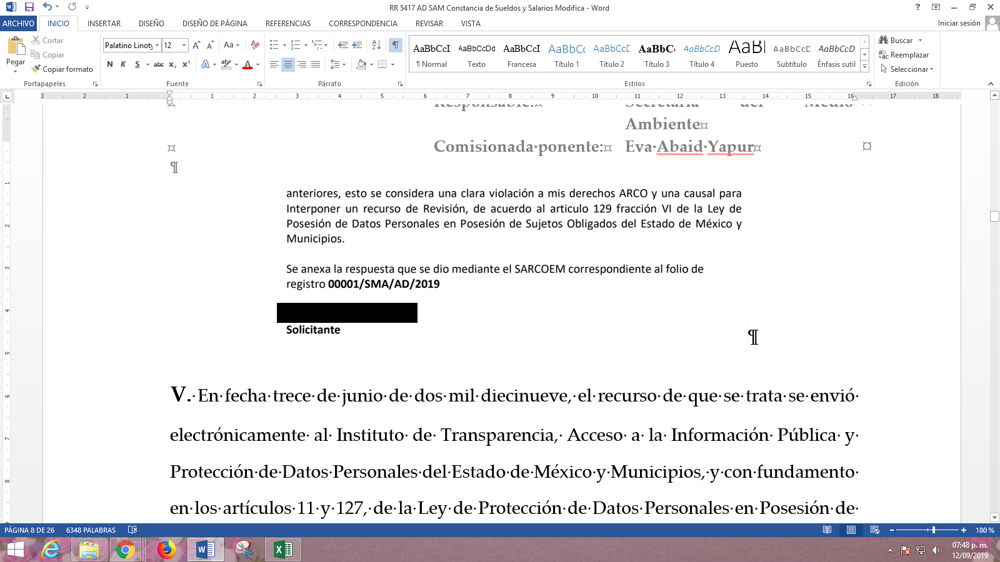 RR 5417 AD SAM Constancia de Sueldos y Salarios Modifica - Word
ARCHIVO INICIO INSERTAR DISEÑO DISEÑO DE PÁGINA REFERENCIAS CORRESPONDENCIA REVISAR VISTA Iniciar sesión
Pegar
Cortar
Copiar
Copiar formato
Portapapeles
Palatino Linoty 12
N K S abc x₂ x²
Fuente
Párrafo
AaBbCcI AaBbCcDd AaBbCcI AaBbC AaBbCcD AaBbC AaBbCcD AaB AaBbCcD AaBbCcD
¶ Normal Texto Francesa Título 1 Título 2 Título 3 Título 4 Puesto Subtítulo Énfasis sutil
Estilos
Buscar
Reemplazar
Seleccionar
Edición
3 2 1 1 2 3 4 5 6 7 8 9 10 11 12 13 14 15 16 17 18
Responsable:¤ Secretaría del Medio
Ambiente¤
¤ Comisionada·ponente:¤ Eva·Abaid·Yapur¤ ¤
¶
anteriores, esto se considera una clara violación a mis derechos ARCO y una causal para
Interponer un recurso de Revisión, de acuerdo al articulo 129 fracción VI de la Ley de
Posesión de Datos Personales en Posesión de Sujetos Obligados del Estado de México y
Municipios.
Se anexa la respuesta que se dio mediante el SARCOEM correspondiente al folio de
registro 00001/SMA/AD/2019
Solicitante
¶
V.· En·fecha·trece·de·junio·de·dos·mil·diecinueve,·el·recurso·de·que·se·trata·se·envió·
electrónicamente· al· Instituto· de· Transparencia,· Acceso· a· la· Información· Pública· y·
Protección·de·Datos·Personales·del·Estado·de·México·y·Municipios,·y·con·fundamento·
en·los·artículos·11·y·127,·de·la·Ley·de·Protección·de·Datos·Personales·en·Posesión·de·
PÁGINA 8 DE 26 6348 PALABRAS 180 %
07:48 p. m.
12/09/2019